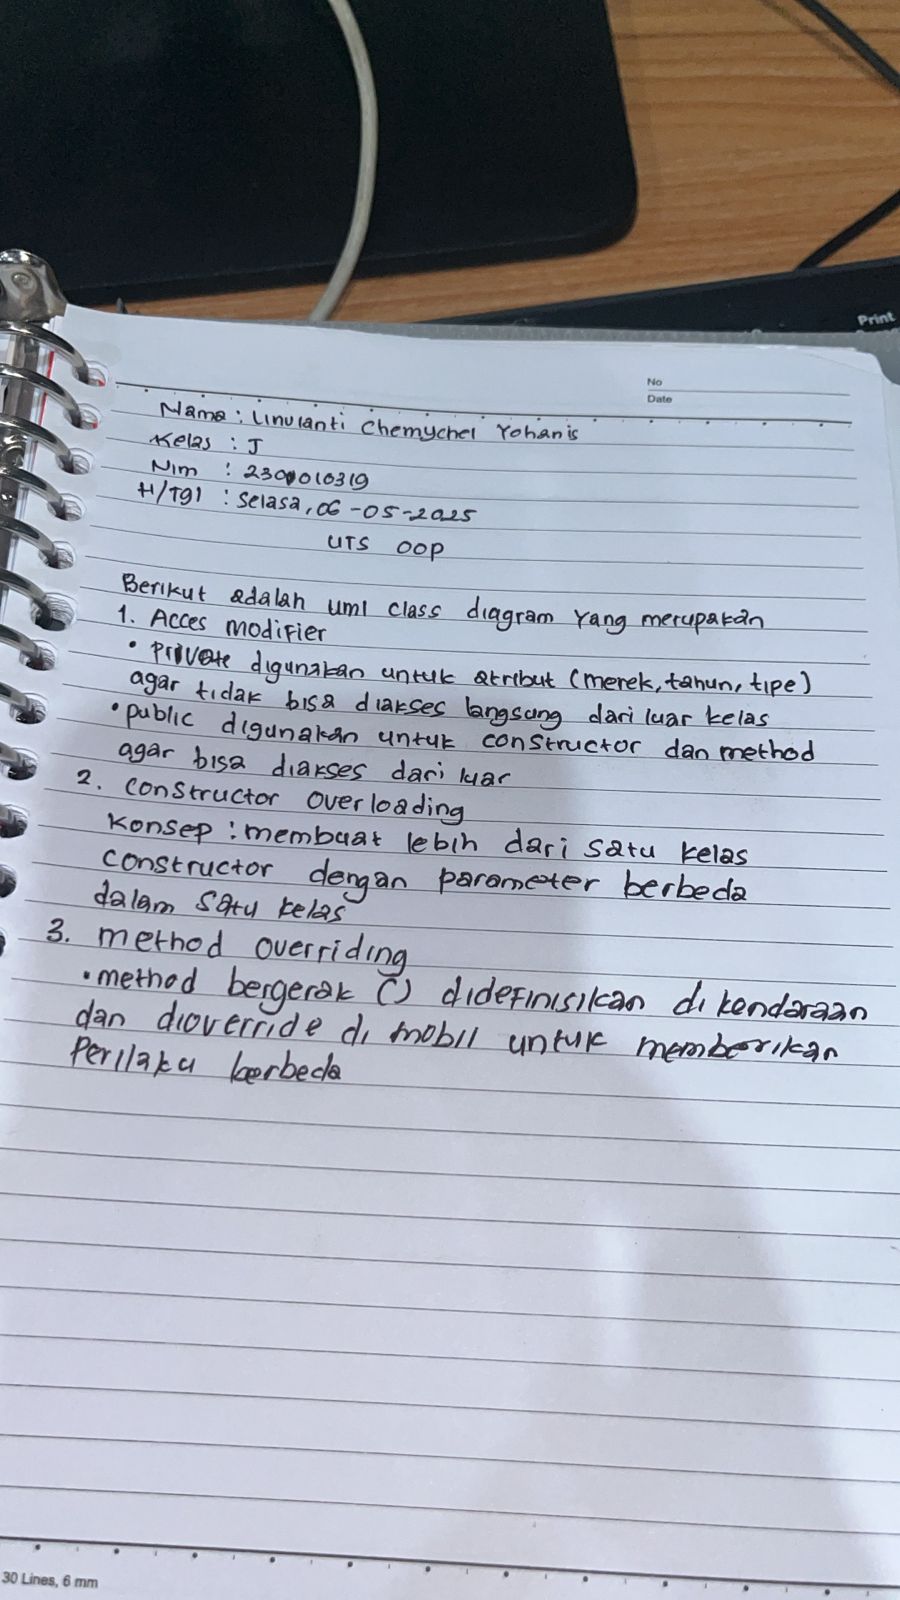 Print
No
Date
Nama : Linulanti Chemychel Yohanis
Kelas : J
Nim : 2300010319
H/Tgl : Selasa, 06-05-2025
UTS OOP
Berikut adalah uml class diagram yang merupakan
1. Acces modifier
• private digunakan untuk atribut (merek, tahun, tipe)
agar tidak bisa diakses langsung dari luar kelas
• public digunakan untuk constructor dan method
agar bisa diakses dari luar
2. constructor overloading
Konsep : membuat lebih dari satu kelas
constructor dengan parameter berbeda
dalam satu kelas
3. method overriding
• method bergerak () didefinisikan di kendaraan
dan dioverride di mobil untuk memberikan
Perilaku berbeda
30 Lines, 6 mm